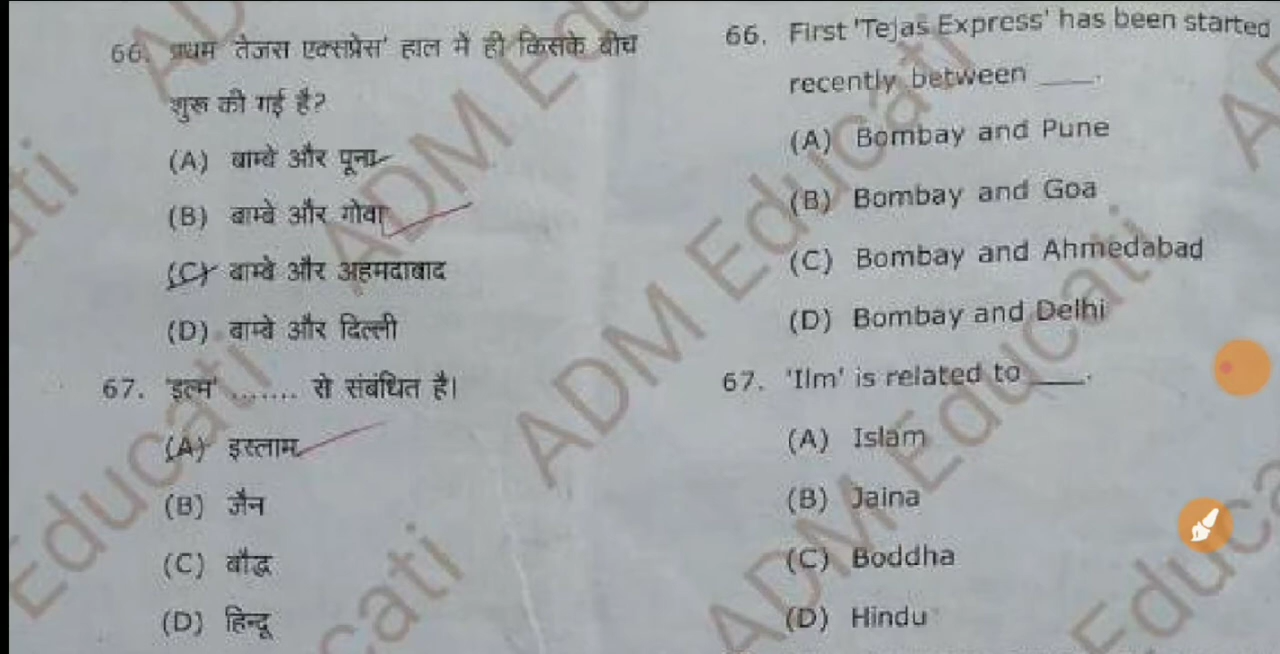 66. प्रथम तेजस एक्सप्रेस' हाल में ही किसके बीच
शुरू की गई है?
(A) बाम्बे और पूना
(B) बाम्बे और गोवा
(C) बाम्बे और अहमदाबाद
(D) बाम्बे और दिल्ली
67. 'इल्म' ....... से संबंधित है।
(A) इस्लाम
(B) जैन
(C) बौद्ध
(D) हिन्दू
66. First 'Tejas Express' has been started
recently between ____.
(A) Bombay and Pune
(B) Bombay and Goa
(C) Bombay and Ahmedabad
(D) Bombay and Delhi
67. 'Ilm' is related to ____.
(A) Islam
(B) Jaina
(C) Boddha
(D) Hindu
ADM Educati